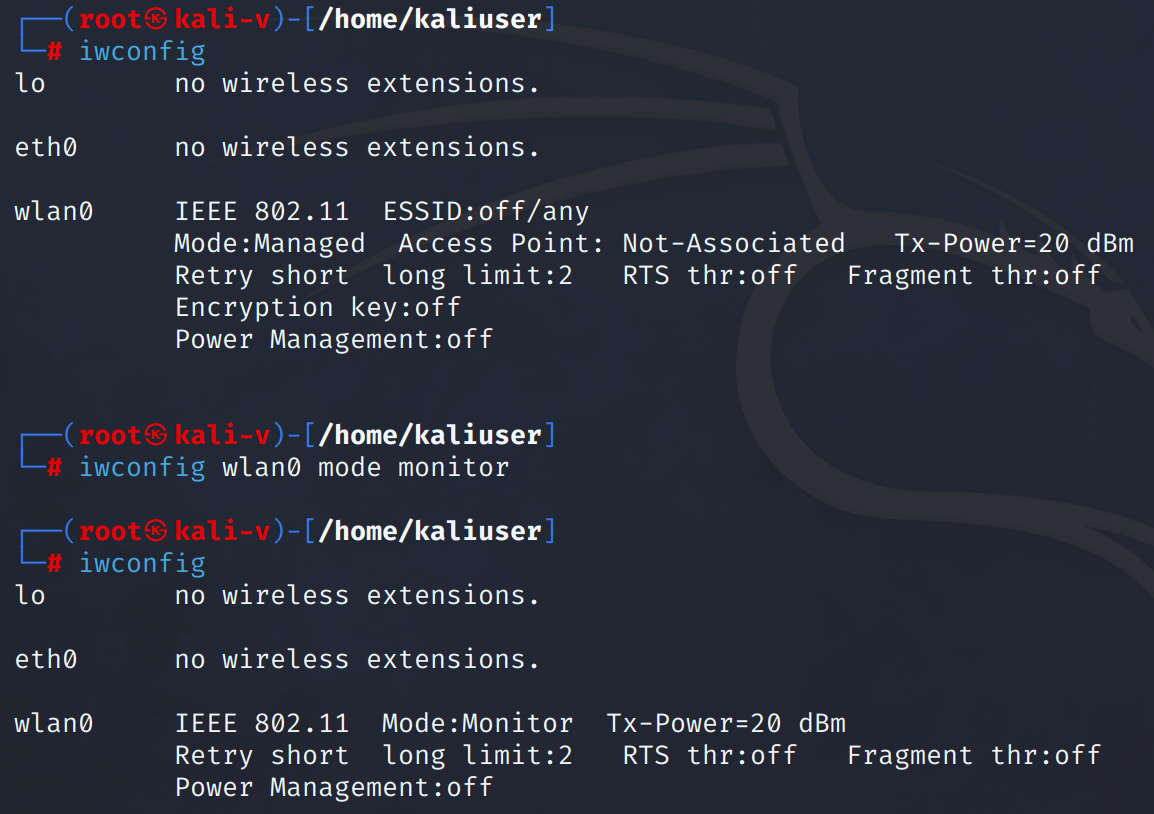 ┌──(root㉿kali-v)-[/home/kaliuser]
└─# iwconfig
lo        no wireless extensions.
eth0      no wireless extensions.
wlan0     IEEE 802.11  ESSID:off/any
          Mode:Managed  Access Point: Not-Associated   Tx-Power=20 dBm
          Retry short  long limit:2   RTS thr:off   Fragment thr:off
          Encryption key:off
          Power Management:off
┌──(root㉿kali-v)-[/home/kaliuser]
└─# iwconfig wlan0 mode monitor
┌──(root㉿kali-v)-[/home/kaliuser]
└─# iwconfig
lo        no wireless extensions.
eth0      no wireless extensions.
wlan0     IEEE 802.11  Mode:Monitor  Tx-Power=20 dBm
          Retry short  long limit:2   RTS thr:off   Fragment thr:off
          Power Management:off